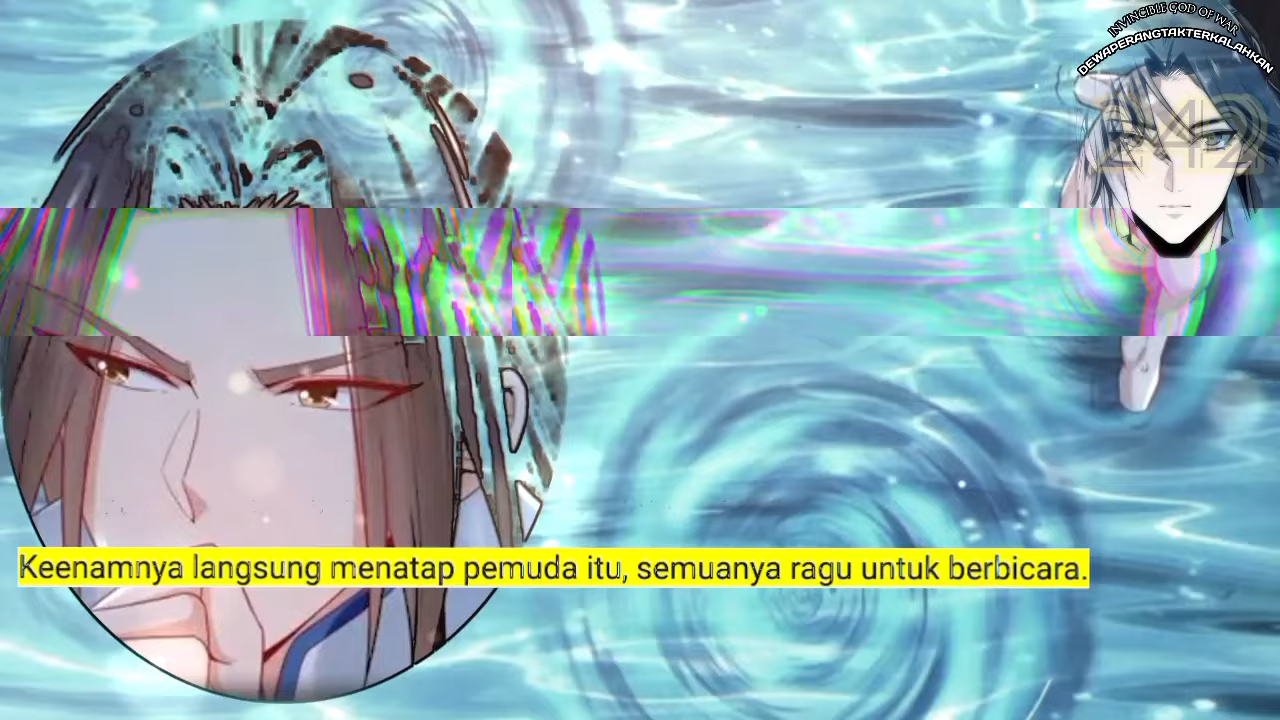 INVINCIBLE GOD OF WAR
DEWAPERANGTAKTERKALAHKAN
242
Keenamnya langsung menatap pemuda itu, semuanya ragu untuk berbicara.